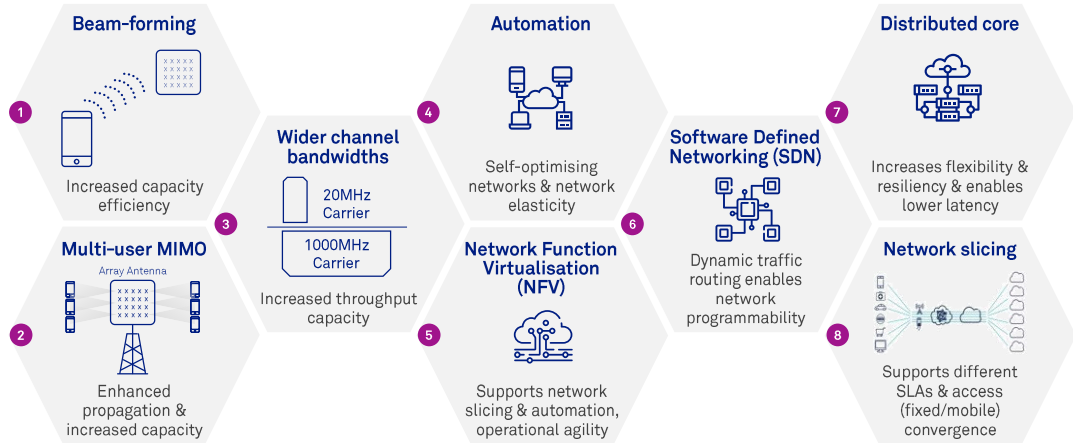 1
Beam-forming
Increased capacity
efficiency
2
Multi-user MIMO
Array Antenna
X X X X X
X X X X X
X X X X X
X X X X X
Enhanced
propagation &
increased capacity
3
Wider channel
bandwidths
20MHz
Carrier
1000MHz
Carrier
Increased throughput
capacity
4
Automation
Self-optimising
networks & network
elasticity
5
Network Function
Virtualisation
(NFV)
Supports network
slicing & automation,
operational agility
6
Software Defined
Networking (SDN)
Dynamic traffic
routing enables
network
programmability
7
Distributed core
Increases flexibility &
resiliency & enables
lower latency
8
Network slicing
Supports different
SLAs & access
(fixed/mobile)
convergence